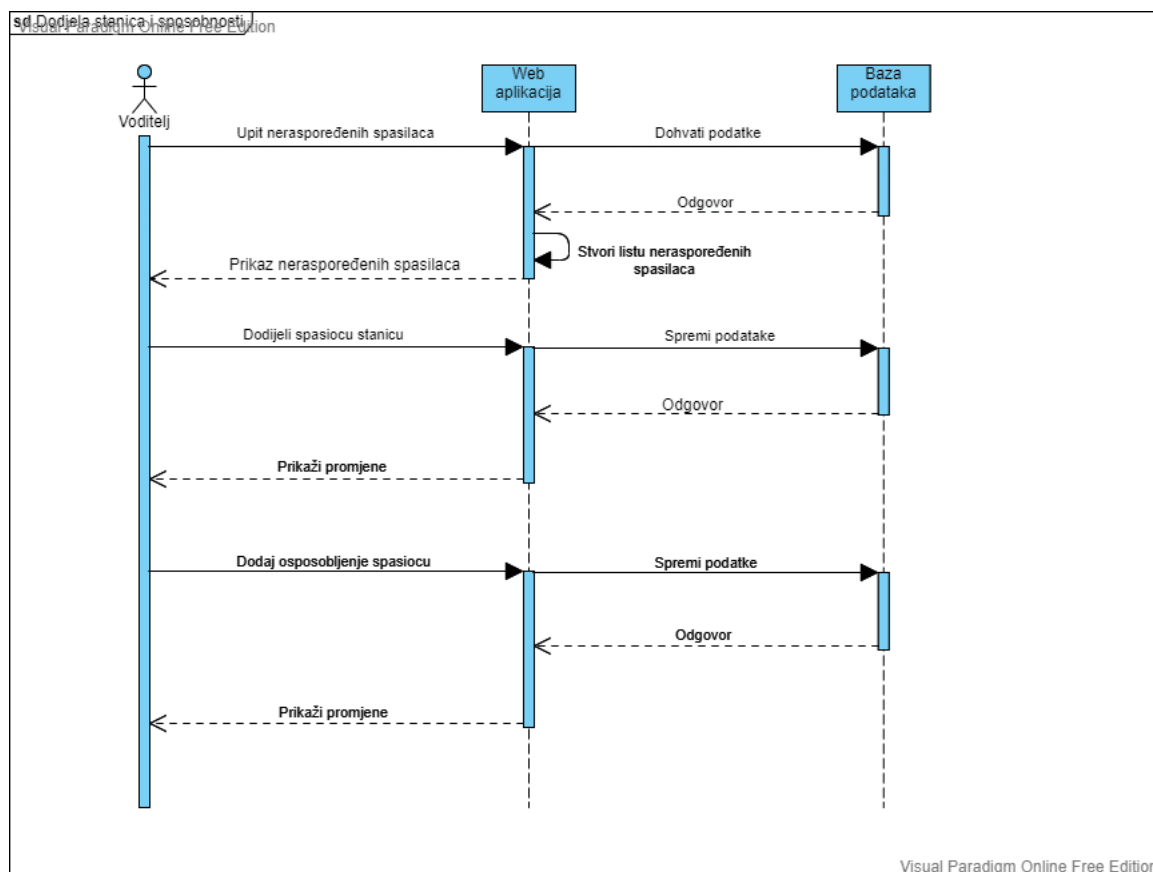 sd Dodjela stanica i sposobnosti
Visual Paradigm Online Free Edition
Web
aplikacija
Baza
podataka
Voditelj
Upit neraspoređenih spasilaca
Dohvati podatke
Odgovor
Stvori listu neraspoređenih
spasilaca
Prikaz neraspoređenih spasilaca
Dodijeli spasiocu stanicu
Spremi podatake
Odgovor
Prikaži promjene
Dodaj osposobljenje spasiocu
Spremi podatke
Odgovor
Prikaži promjene
Visual Paradigm Online Free Edition